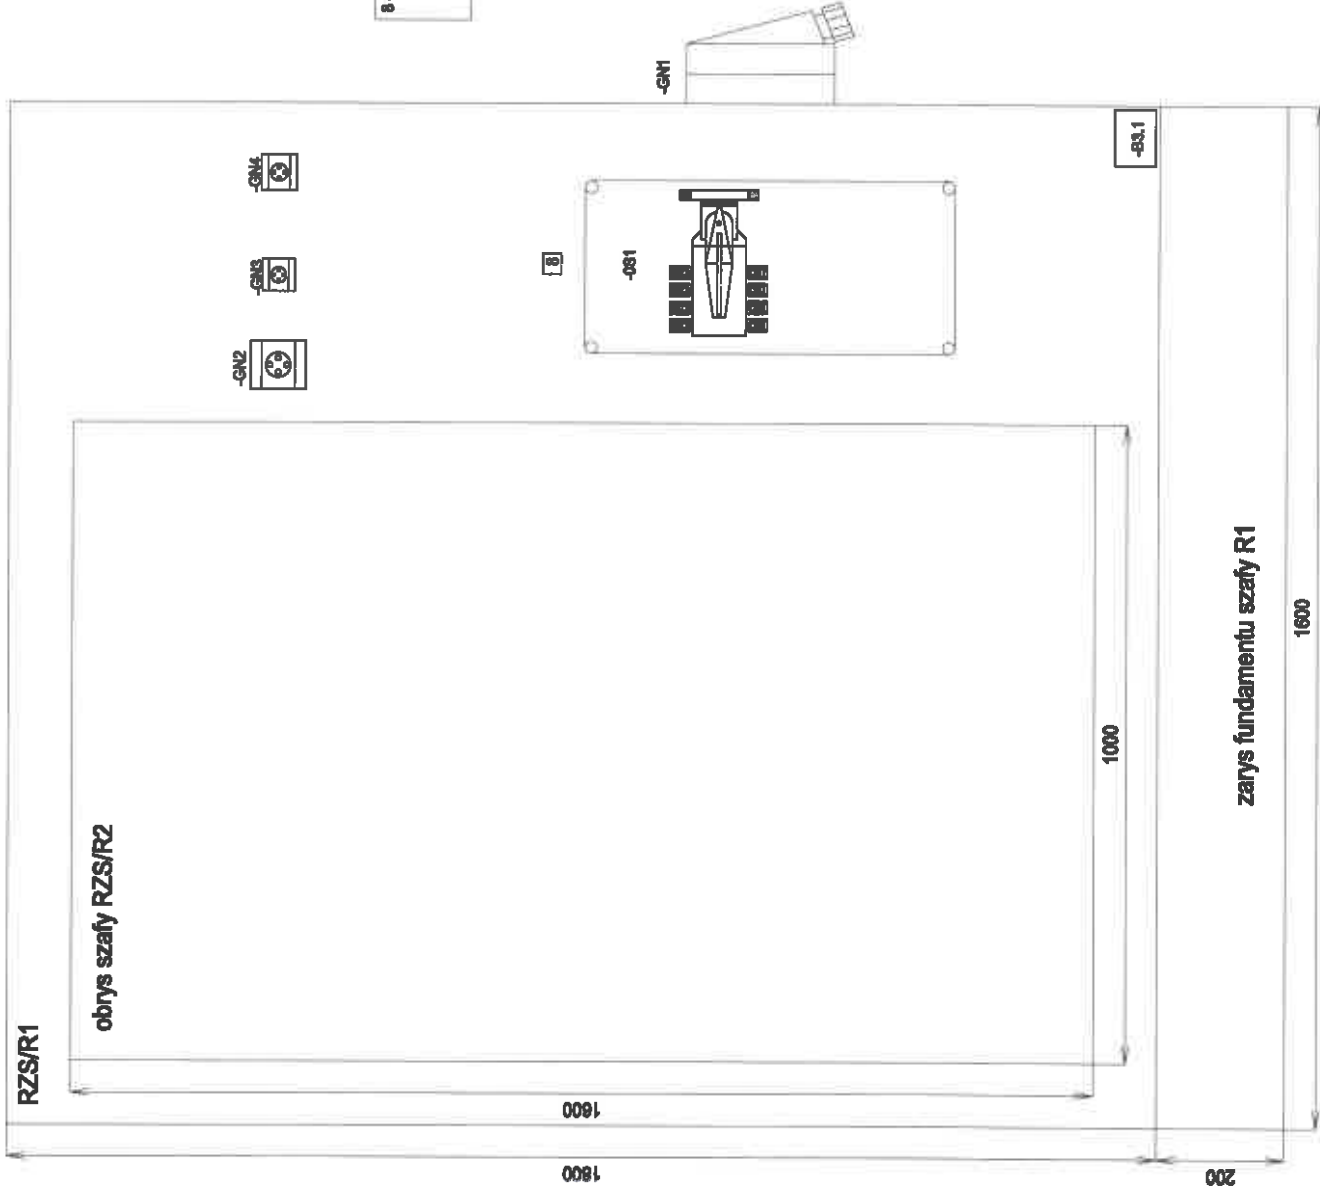 RZS/R1
obrys szafy RZS/R2
-GN2
-GN3
-GN4
8
-0S1
-GN1
-B3.1
1000
1600
1800
200
zarys fundamentu szafy R1
1600